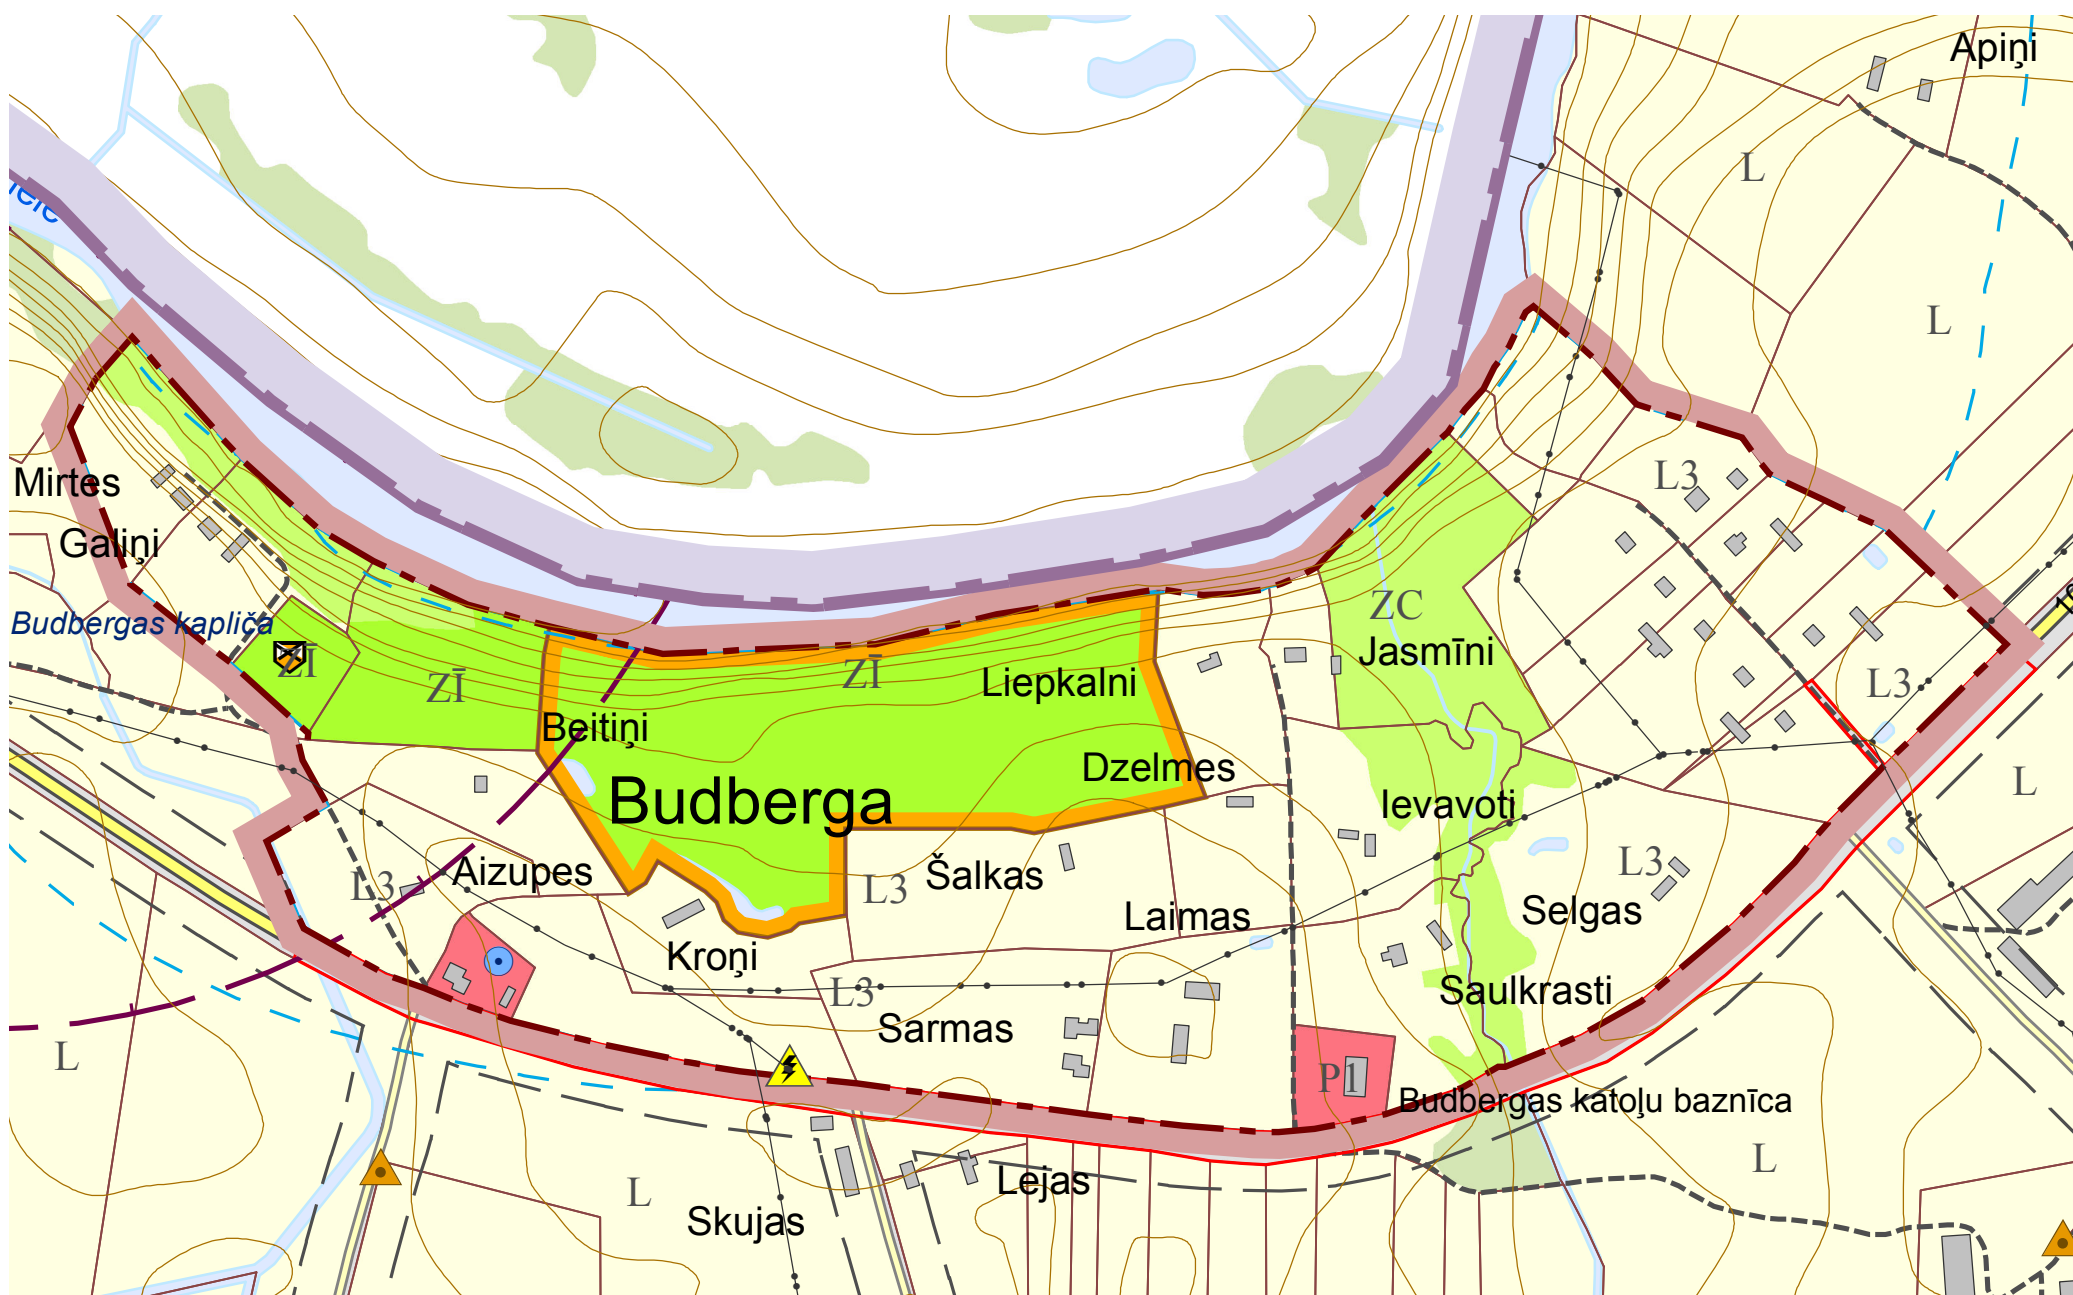 Apiņi
L
L
Mirtes
L3
Galiņi
ZC
Budbergas kapliča
Jasmīni
ZĪ
ZĪ
ZĪ
Liepkalni
L3
Beitiņi
Dzelmes
L
Budberga
Ievavoti
Aizupes
L3
L3
Šalkas
L3
Laimas
Selgas
Kroņi
L3
Saulkrasti
Sarmas
L
P1
Budbergas katoļu baznīca
L
Lejas
L
Skujas